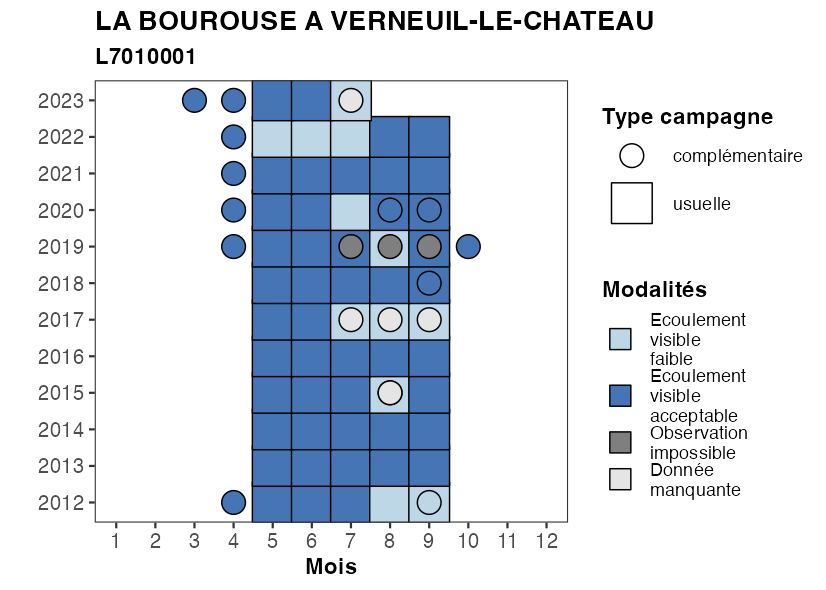 LA BOUROUSE A VERNEUIL-LE-CHATEAU
L7010001
2023
2022
2021
2020
2019
2018
2017
2016
2015
2014
2013
2012
1 2 3 4 5 6 7 8 9 10 11 12
Mois
Type campagne
complémentaire
usuelle
Modalités
Ecoulement
visible
faible
Ecoulement
visible
acceptable
Observation
impossible
Donnée
manquante